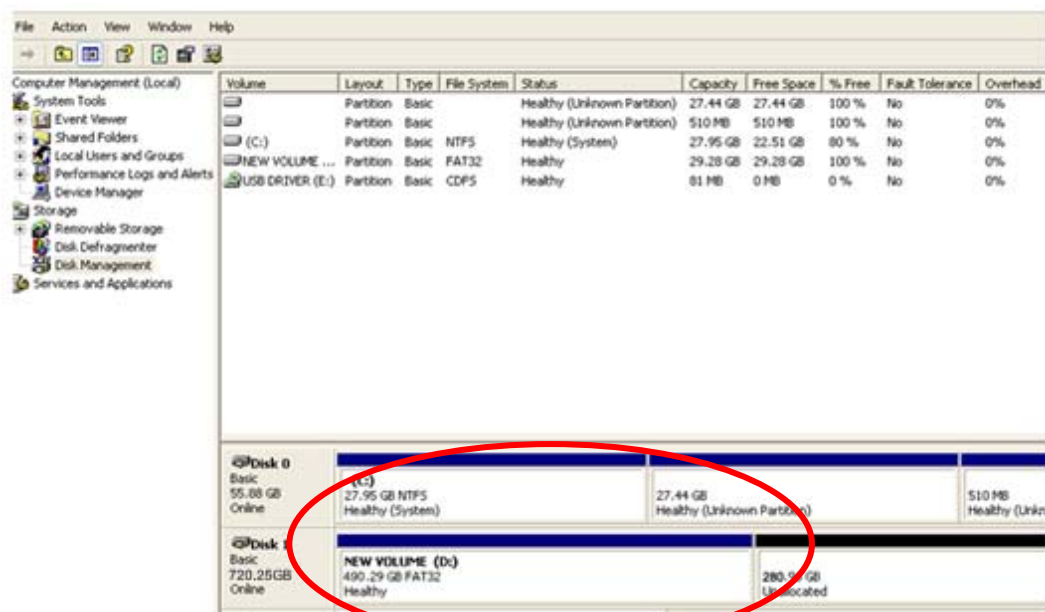 File Action View Window Help
Computer Management (Local)
System Tools
Event Viewer
Shared Folders
Local Users and Groups
Performance Logs and Alerts
Device Manager
Storage
Removable Storage
Disk Defragmenter
Disk Management
Services and Applications
Volume Layout Type File System Status Capacity Free Space % Free Fault Tolerance Overhead
Partition Basic Healthy (Unknown Partition) 27.44 GB 27.44 GB 100 % No 0%
Partition Basic Healthy (Unknown Partition) 510 MB 510 MB 100 % No 0%
(C:) Partition Basic NTFS Healthy (System) 27.95 GB 22.51 GB 80 % No 0%
NEW VOLUME ... Partition Basic FAT32 Healthy 29.28 GB 29.28 GB 100 % No 0%
USB DRIVER (E:) Partition Basic CDFS Healthy 81 MB 0 MB 0 % No 0%
Disk 0
Basic
55.88 GB
Online
(C:)
27.95 GB NTFS
Healthy (System)
27.44 GB
Healthy (Unknown Partition)
510 MB
Healthy (Unkn
Disk 1
Basic
720.25GB
Online
NEW VOLUME (D:)
490.29 GB FAT32
Healthy
GB
Unallocated